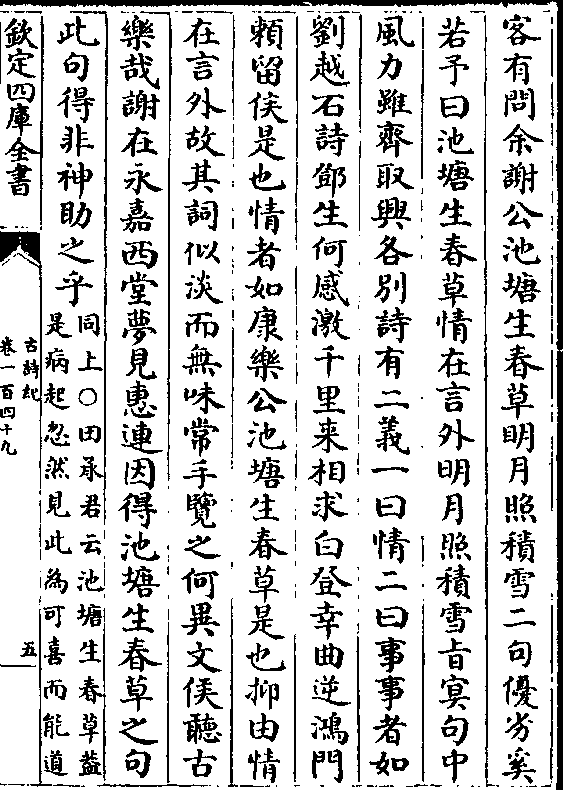 客有問余謝公池塘生春草明月照積雪二句優劣奚
若予曰池塘生春草情在言外明月照積雪旨冥句中
風力雖齊取興各別詩有二義一曰情二曰事事者如
劉越石詩鄧生何感激千里来相求白登幸曲逆鴻門
賴留侯是也情者如康樂公池塘生春草是也抑由情
在言外故其詞似淡而無味常手覽之何異文侯聽古
樂哉謝在永嘉西堂夢見惠連因得池塘生春草之句
此句得非神助之乎
同上○田承君云池塘生春草葢
是病起忽然見此為可喜而能道
欽定四庫全書
古詩紀
卷一百四十九
五